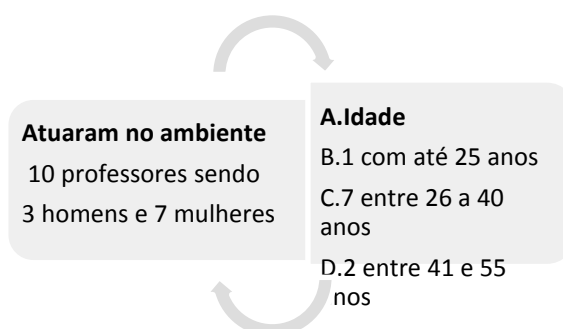 Atuaram no ambiente
10 professores sendo
3 homens e 7 mulheres
A.Idade
B.1 com até 25 anos
C.7 entre 26 a 40
anos
D.2 entre 41 e 55
nos